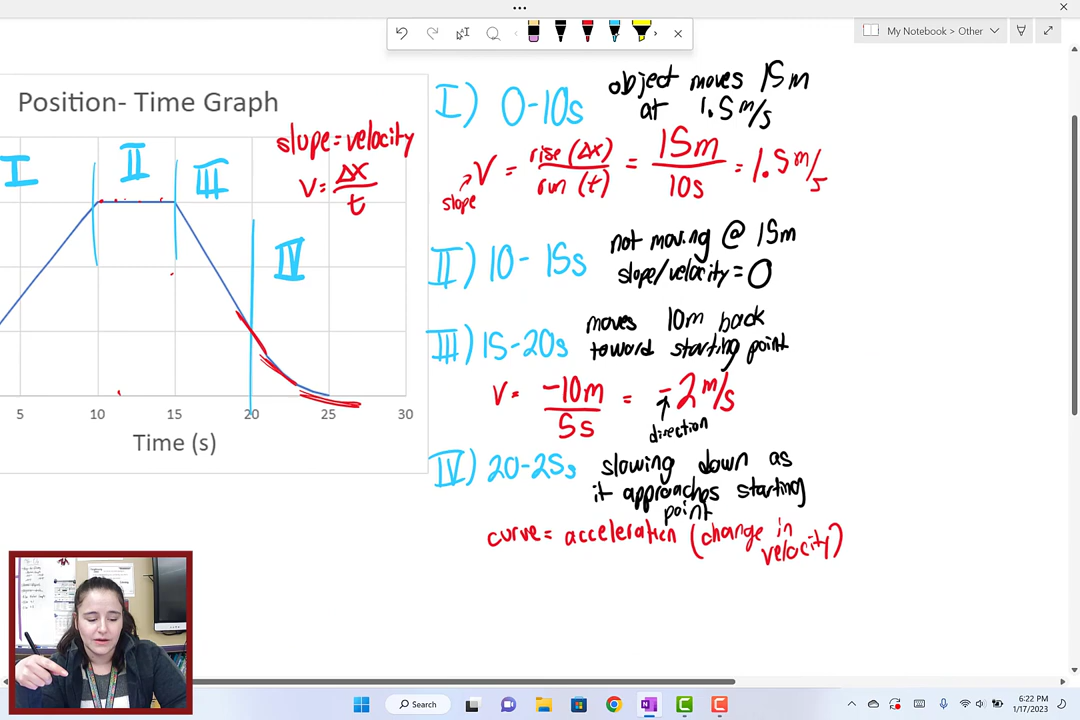 My Notebook > Other
Position- Time Graph
slope = velocity
V = Δx / t
I
II
III
IV
5 10 15 20 25 30
Time (s)
I) 0-10s
object moves 15m
at 1.5 m/s
slope
V = rise (Δx) / run (t) = 15m / 10s = 1.5 m/s
II) 10-15s
not moving @ 15m
slope/velocity = 0
III) 15-20s
moves 10m back
toward starting point
V = -10m / 5s = -2 m/s
direction
IV) 20-25s
slowing down as
it approaches starting
point
curve = acceleration (change in
velocity)
Search
6:22 PM
1/17/2023